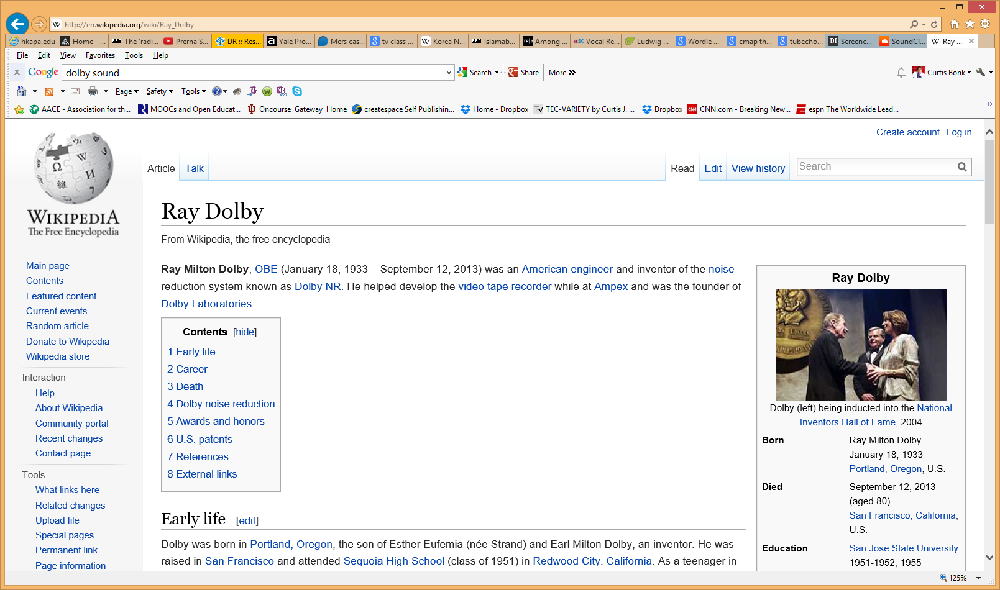 http://en.wikipedia.org/wiki/Ray_Dolby
hkapa.edu
Home - ...
The 'radi...
Prerna S...
DR :: Res...
Yale Pro...
Mers cas...
tv class ...
Korea N...
Islamab...
Among ...
Vocal Re...
Ludwig ...
Wordle ...
cmap th...
tubecho...
Screenc...
SoundCl...
Ray ...
File Edit View Favorites Tools Help
x Google dolby sound Search Share More »
Curtis Bonk
Page Safety Tools
AACE - Association for th... MOOCs and Open Educat... Oncourse Gateway Home createspace Self Publishin... Home - Dropbox TEC-VARIETY by Curtis J. ... Dropbox CNN.com - Breaking New... espn The Worldwide Lead...
Create account Log in
Article Talk Read Edit View history Search
WIKIPEDIA
The Free Encyclopedia
Main page
Contents
Featured content
Current events
Random article
Donate to Wikipedia
Wikipedia store
Interaction
Help
About Wikipedia
Community portal
Recent changes
Contact page
Tools
What links here
Related changes
Upload file
Special pages
Permanent link
Page information
Ray Dolby
From Wikipedia, the free encyclopedia
Ray Milton Dolby, OBE (January 18, 1933 – September 12, 2013) was an American engineer and inventor of the noise
reduction system known as Dolby NR. He helped develop the video tape recorder while at Ampex and was the founder of
Dolby Laboratories.
Contents [hide]
1 Early life
2 Career
3 Death
4 Dolby noise reduction
5 Awards and honors
6 U.S. patents
7 References
8 External links
Early life [edit]
Dolby was born in Portland, Oregon, the son of Esther Eufemia (née Strand) and Earl Milton Dolby, an inventor. He was
raised in San Francisco and attended Sequoia High School (class of 1951) in Redwood City, California. As a teenager in
Ray Dolby
Dolby (left) being inducted into the National
Inventors Hall of Fame, 2004
Born Ray Milton Dolby
January 18, 1933
Portland, Oregon, U.S.
Died September 12, 2013
(aged 80)
San Francisco, California,
U.S.
Education San Jose State University
1951-1952, 1955
125%